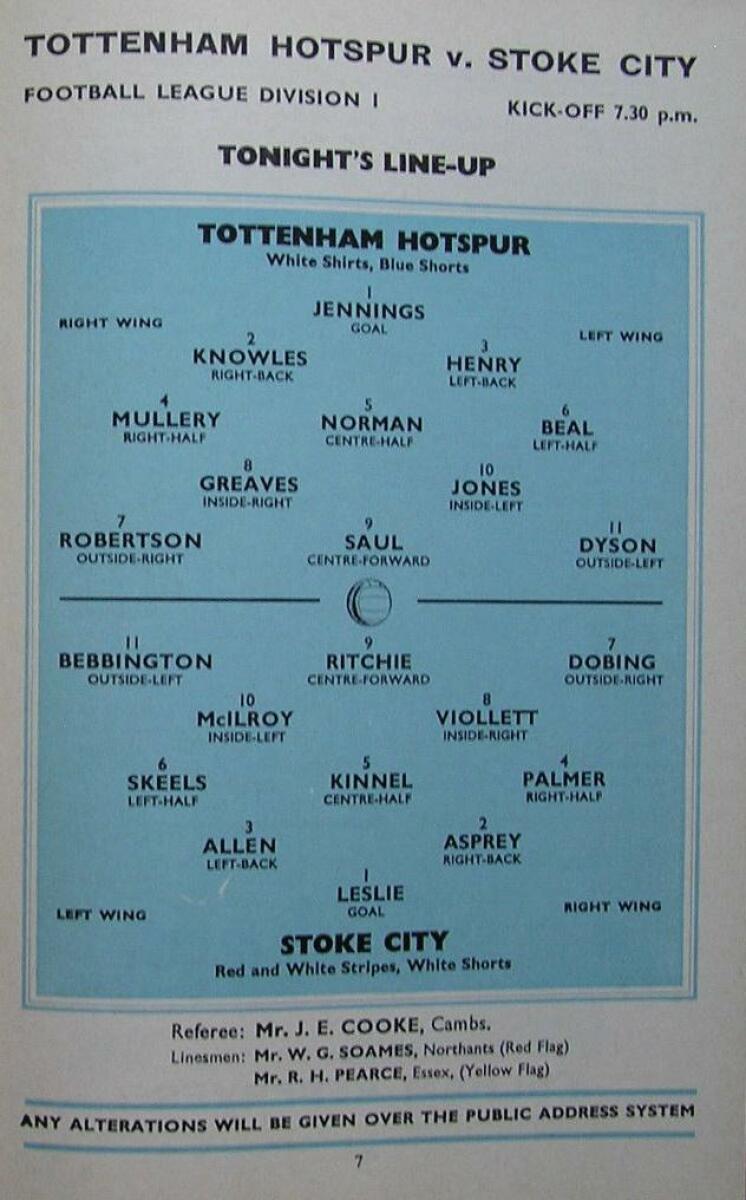 TOTTENHAM HOTSPUR v. STOKE CITY
FOOTBALL LEAGUE DIVISION I
KICK-OFF 7.30 p.m.
TONIGHT'S LINE-UP
TOTTENHAM HOTSPUR
White Shirts, Blue Shorts
1
JENNINGS
GOAL
RIGHT WING
LEFT WING
2
KNOWLES
RIGHT-BACK
3
HENRY
LEFT-BACK
4
MULLERY
RIGHT-HALF
5
NORMAN
CENTRE-HALF
6
BEAL
LEFT-HALF
8
GREAVES
INSIDE-RIGHT
10
JONES
INSIDE-LEFT
7
ROBERTSON
OUTSIDE-RIGHT
9
SAUL
CENTRE-FORWARD
11
DYSON
OUTSIDE-LEFT
11
BEBBINGTON
OUTSIDE-LEFT
9
RITCHIE
CENTRE-FORWARD
7
DOBING
OUTSIDE-RIGHT
10
McILROY
INSIDE-LEFT
8
VIOLLETT
INSIDE-RIGHT
6
SKEELS
LEFT-HALF
5
KINNEL
CENTRE-HALF
4
PALMER
RIGHT-HALF
3
ALLEN
LEFT-BACK
2
ASPREY
RIGHT-BACK
1
LESLIE
GOAL
LEFT WING
RIGHT WING
STOKE CITY
Red and White Stripes, White Shorts
Referee: Mr. J. E. COOKE, Cambs.
Linesmen: Mr. W. G. SOAMES, Northants (Red Flag)
Mr. R. H. PEARCE, Essex, (Yellow Flag)
ANY ALTERATIONS WILL BE GIVEN OVER THE PUBLIC ADDRESS SYSTEM
7